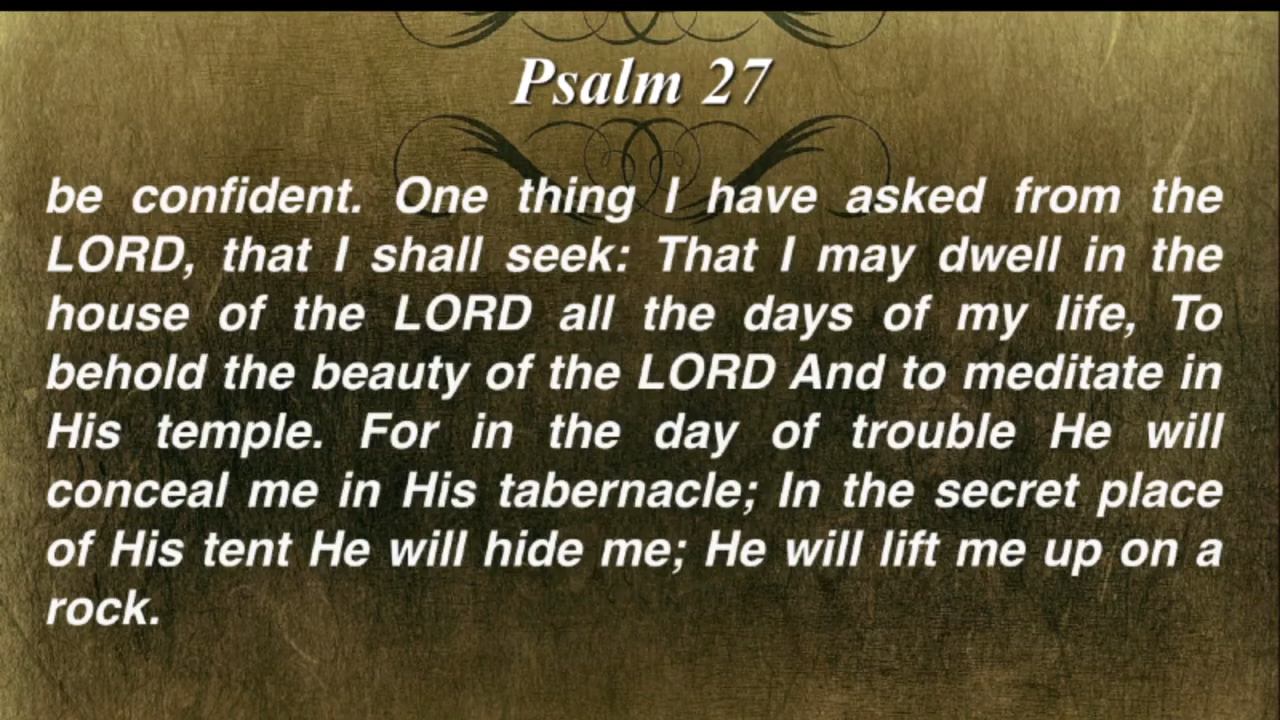 Psalm 27
be confident. One thing I have asked from the
LORD, that I shall seek: That I may dwell in the
house of the LORD all the days of my life, To
behold the beauty of the LORD And to meditate in
His temple. For in the day of trouble He will
conceal me in His tabernacle; In the secret place
of His tent He will hide me; He will lift me up on a
rock.